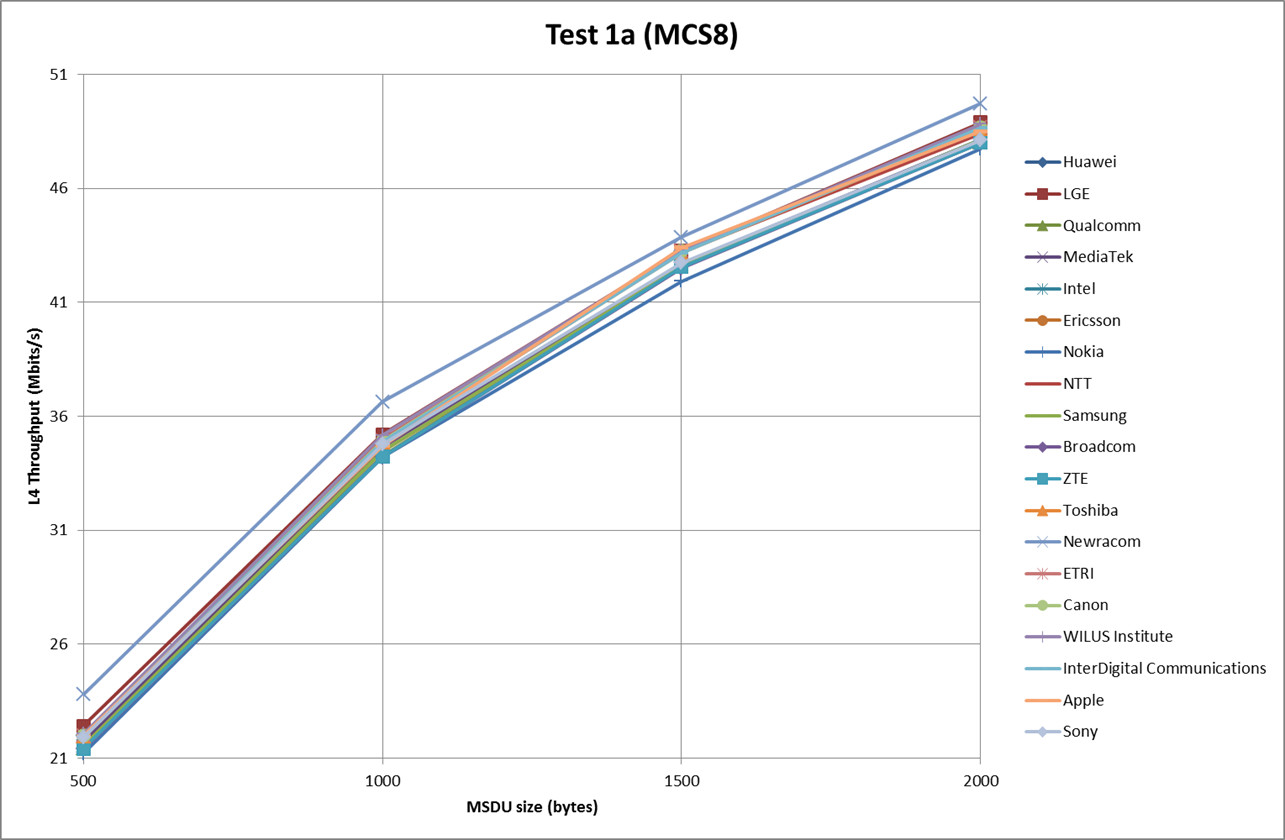 Test 1a (MCS8)
51
46
41
36
31
26
21
500
1000
1500
2000
L4 Throughput (Mbits/s)
MSDU size (bytes)
Huawei
LGE
Qualcomm
MediaTek
Intel
Ericsson
Nokia
NTT
Samsung
Broadcom
ZTE
Toshiba
Newracom
ETRI
Canon
WILUS Institute
InterDigital Communications
Apple
Sony